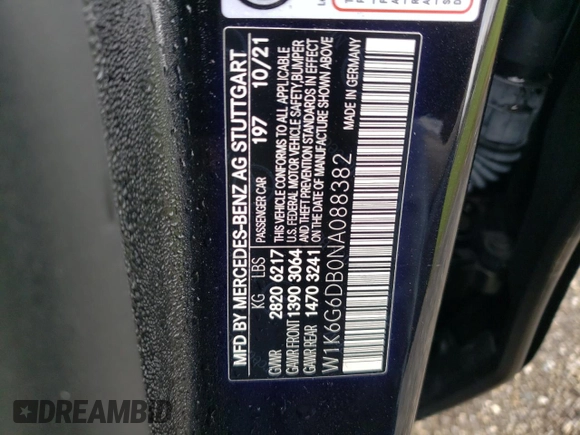 MFD BY MERCEDES-BENZ AG STUTTGART
PASSENGER CAR 197 10/21
THIS VEHICLE CONFORMS TO ALL APPLICABLE
U.S. FEDERAL MOTOR VEHICLE SAFETY, BUMPER
AND THEFT PREVENTION STANDARDS IN EFFECT
ON THE DATE OF MANUFACTURE SHOWN ABOVE
KG LBS
GVWR 2820 6217
GAWR FRONT 1390 3064
GAWR REAR 1470 3241
W1K6G6DB0NA088382 MADE IN GERMANY
DREAMBID